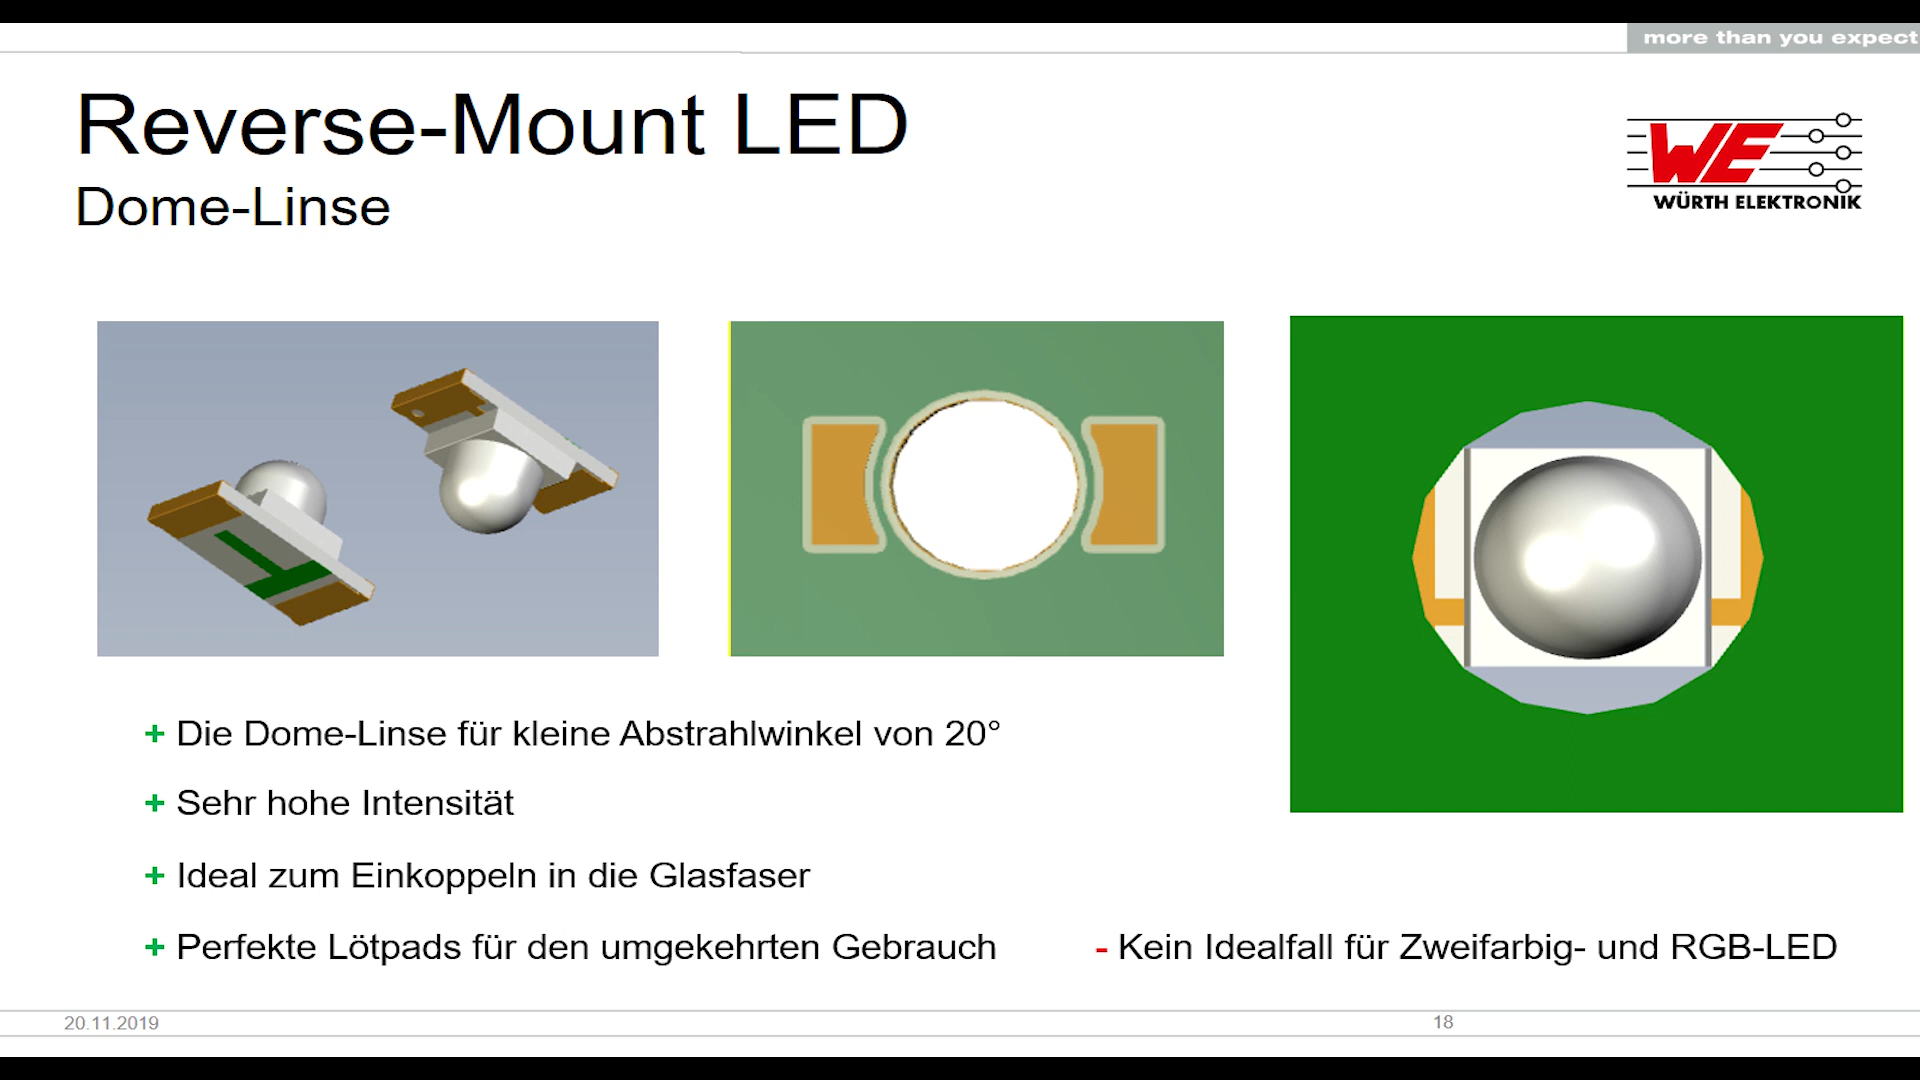 more than you expect
Reverse-Mount LED
Dome-Linse
WE
WÜRTH ELEKTRONIK
+ Die Dome-Linse für kleine Abstrahlwinkel von 20°
+ Sehr hohe Intensität
+ Ideal zum Einkoppeln in die Glasfaser
+ Perfekte Lötpads für den umgekehrten Gebrauch
- Kein Idealfall für Zweifarbig- und RGB-LED
20.11.2019
18